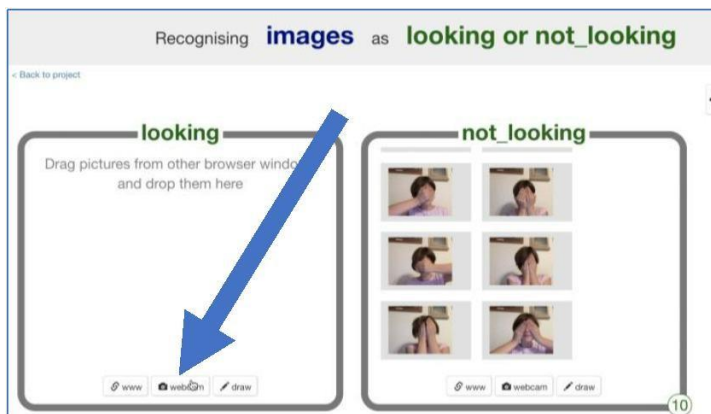 Recognising images as looking or not_looking
< Back to project
looking
Drag pictures from other browser
and drop them here
www webcam draw
not_looking
www webcam draw
10